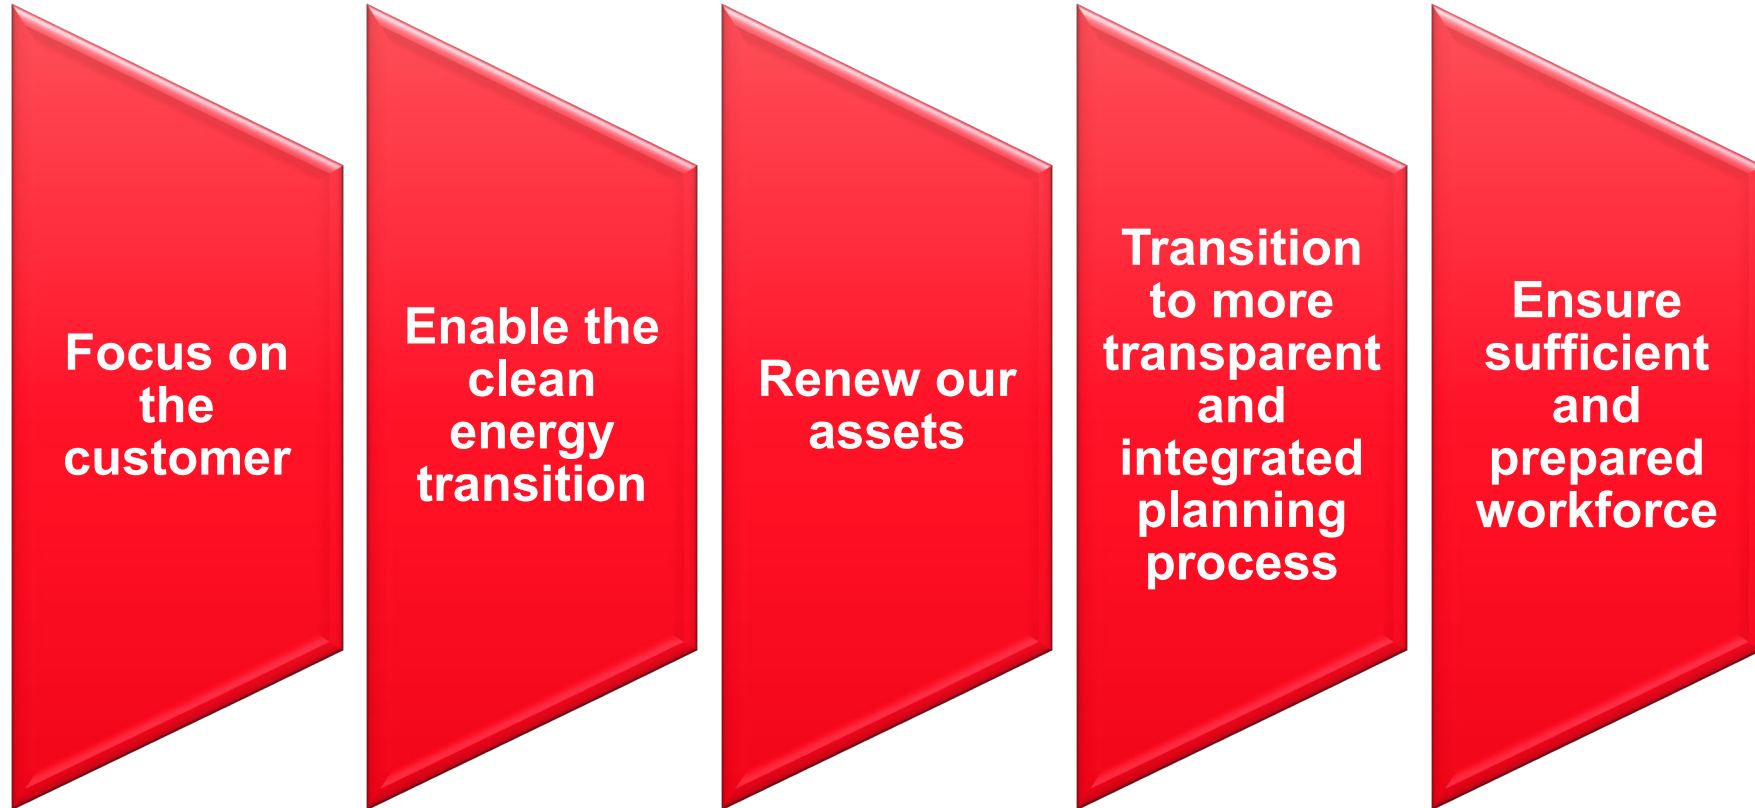 Focus on
the
customer
Enable the
clean
energy
transition
Renew our
assets
Transition
to more
transparent
and
integrated
planning
process
Ensure
sufficient
and
prepared
workforce